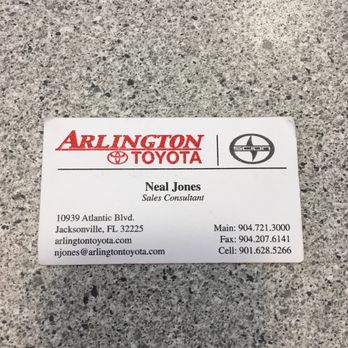 ARLINGTON
TOYOTA
SCION
Neal Jones
Sales Consultant
10939 Atlantic Blvd.
Jacksonville, FL 32225
arlingtontoyota.com
njones@arlingtontoyota.com
Main: 904.721.3000
Fax: 904.207.6141
Cell: 901.628.5266